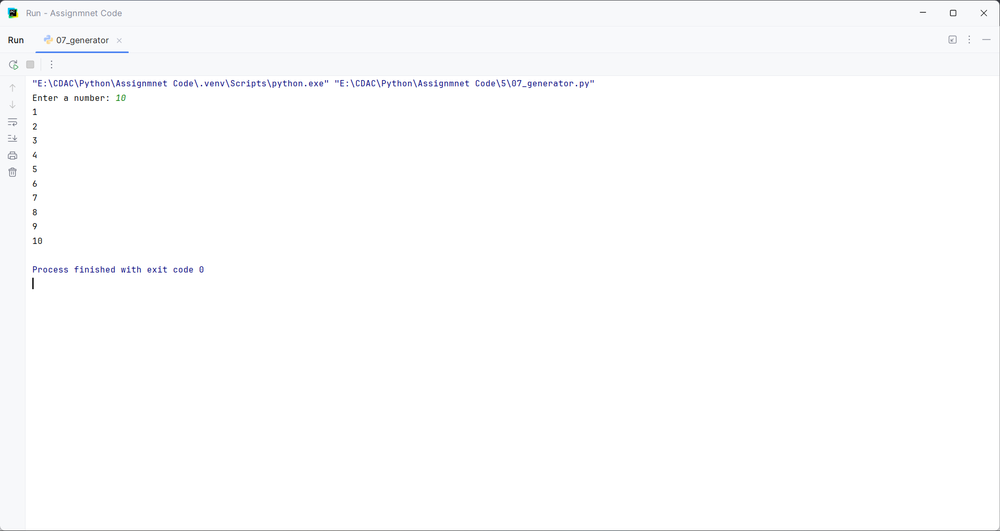 Run - Assignmnet Code
Run 07_generator
"E:\CDAC\Python\Assignmnet Code\.venv\Scripts\python.exe" "E:\CDAC\Python\Assignmnet Code\5\07_generator.py"
Enter a number: 10
1
2
3
4
5
6
7
8
9
10
Process finished with exit code 0